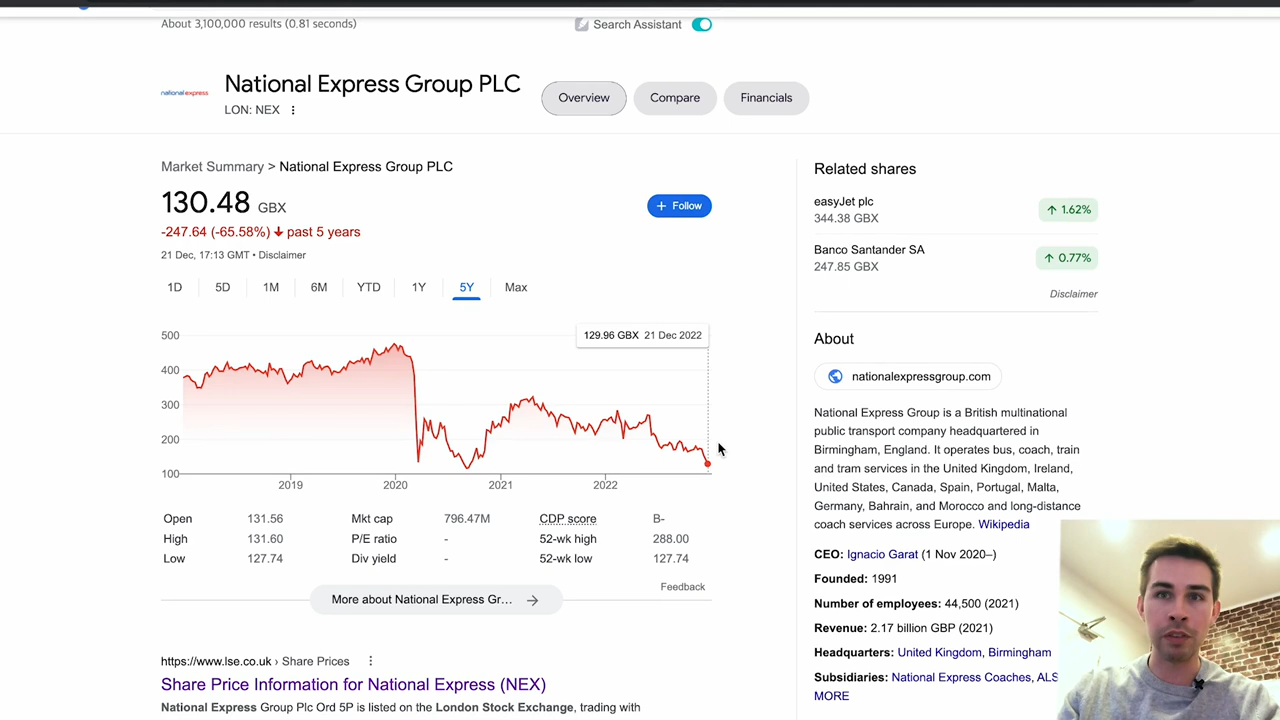 About 3,100,000 results (0.81 seconds)
Search Assistant
nationalexpress
National Express Group PLC
LON: NEX
Overview
Compare
Financials
Market Summary > National Express Group PLC
130.48 GBX
-247.64 (-65.58%) past 5 years
21 Dec, 17:13 GMT • Disclaimer
+ Follow
1D 5D 1M 6M YTD 1Y 5Y Max
129.96 GBX 21 Dec 2022
500
400
300
200
100
2019 2020 2021 2022
Open 131.56 Mkt cap 796.47M CDP score B-
High 131.60 P/E ratio - 52-wk high 288.00
Low 127.74 Div yield - 52-wk low 127.74
Feedback
More about National Express Gr...
https://www.lse.co.uk › Share Prices
Share Price Information for National Express (NEX)
National Express Group Plc Ord 5P is listed on the London Stock Exchange, trading with
Related shares
easyJet plc
344.38 GBX
1.62%
Banco Santander SA
247.85 GBX
0.77%
Disclaimer
About
nationalexpressgroup.com
National Express Group is a British multinational
public transport company headquartered in
Birmingham, England. It operates bus, coach, train
and tram services in the United Kingdom, Ireland,
United States, Canada, Spain, Portugal, Malta,
Germany, Bahrain, and Morocco and long-distance
coach services across Europe. Wikipedia
CEO: Ignacio Garat (1 Nov 2020–)
Founded: 1991
Number of employees: 44,500 (2021)
Revenue: 2.17 billion GBP (2021)
Headquarters: United Kingdom, Birmingham
Subsidiaries: National Express Coaches, ALS
MORE